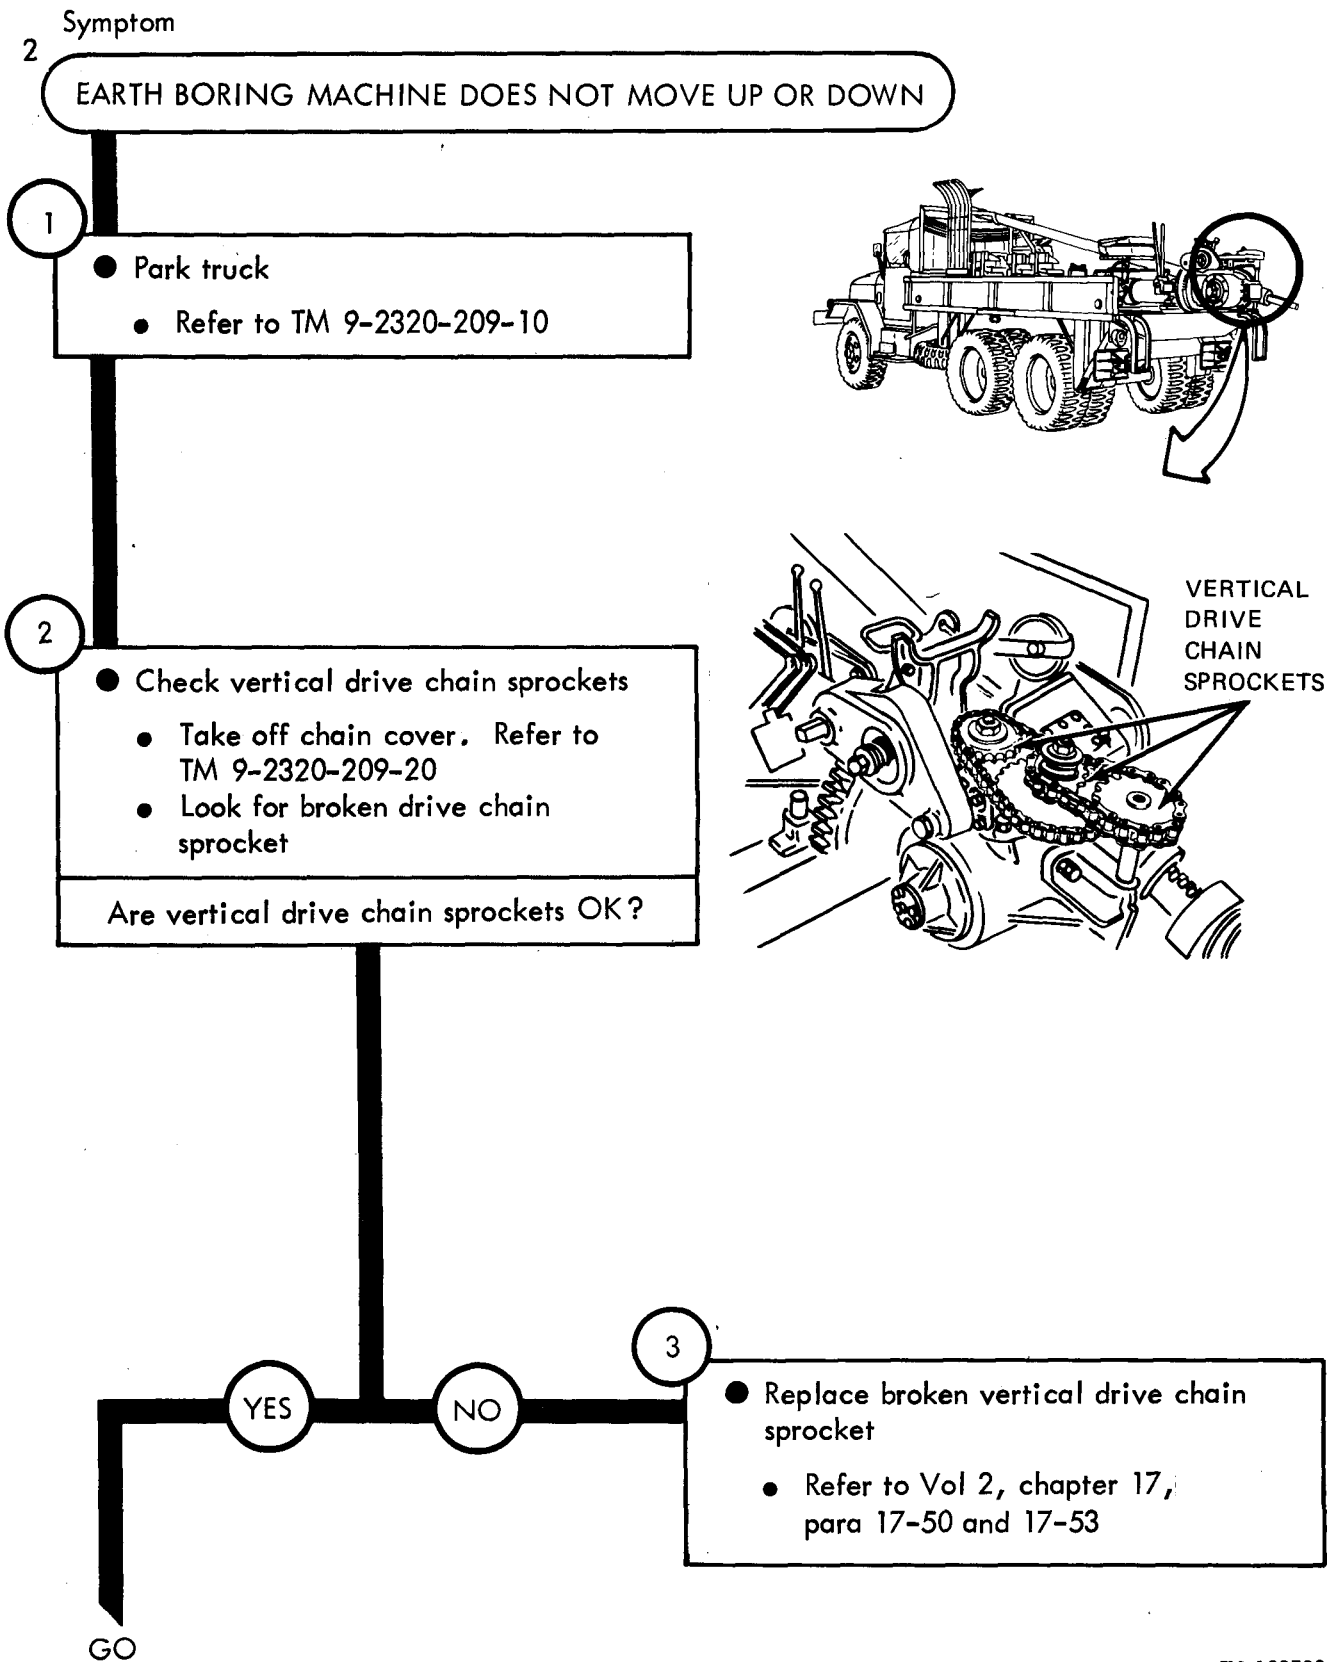 Symptom
2
EARTH BORING MACHINE DOES NOT MOVE UP OR DOWN
1
● Park truck
● Refer to TM 9-2320-209-10
2
● Check vertical drive chain sprockets
● Take off chain cover. Refer to
TM 9-2320-209-20
● Look for broken drive chain
sprocket
Are vertical drive chain sprockets OK?
VERTICAL
DRIVE
CHAIN
SPROCKETS
YES
NO
3
● Replace broken vertical drive chain
sprocket
● Refer to Vol 2, chapter 17,
para 17-50 and 17-53
GO